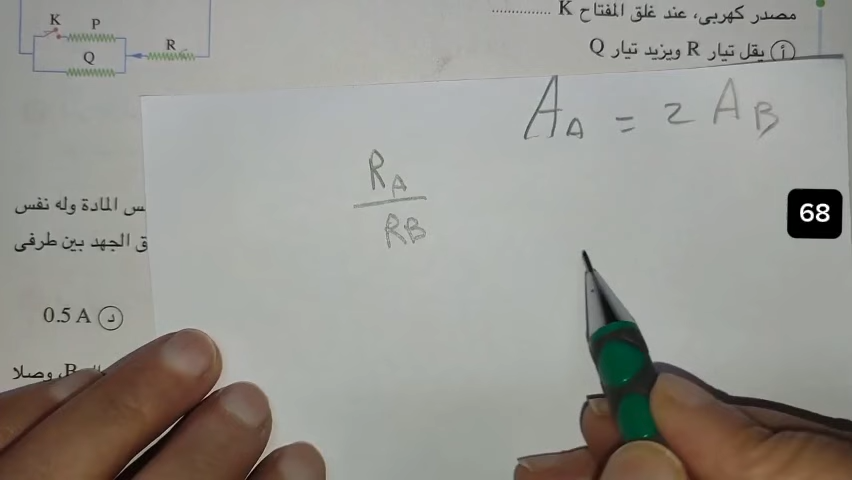 مصدر كهربى، عند غلق المفتاح K ..............
أ يقل تيار R ويزيد تيار Q
K P
Q
R
A_A = 2 A_B
R_A
R_B
68
س المادة وله نفس
ق الجهد بين طرفى
د 0.5 A
وصلا